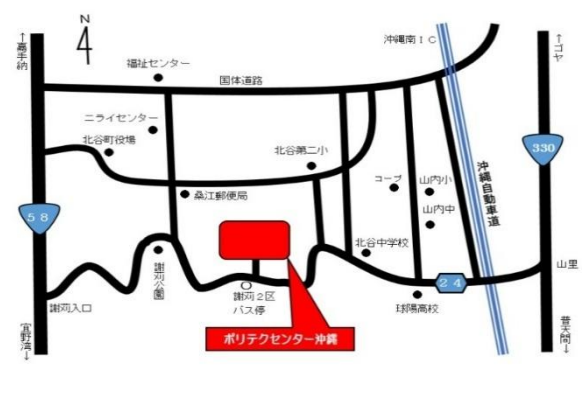 N
沖縄南IC
←嘉手納
←ゴヤ
福祉センター
国体道路
ニライセンター
北谷町役場
北谷第二小
330
コープ
山内小
沖縄自動車道
桑江郵便局
山内中
58
北谷中学校
謝苅公園
山里
24
謝苅入口
謝苅2区
バス停
球陽高校
宜野湾→
普天間→
ポリテクセンター沖縄